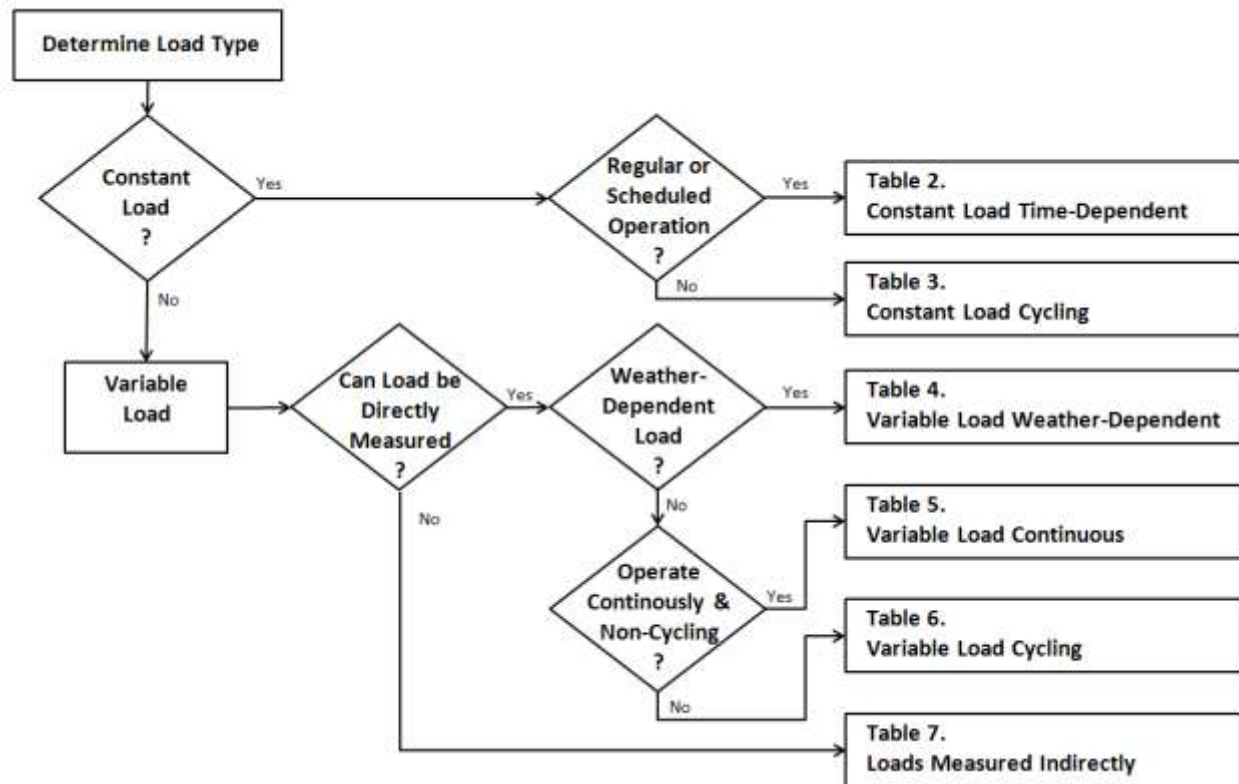 Determine Load Type
Constant
Load
?
Yes
No
Regular or
Scheduled
Operation
?
Yes
No
Table 2.
Constant Load Time-Dependent
Table 3.
Constant Load Cycling
Variable
Load
Can Load be
Directly
Measured
?
Yes
No
Weather-
Dependent
Load
?
Yes
No
Table 4.
Variable Load Weather-Dependent
Operate
Continously &
Non-Cycling
?
Yes
No
Table 5.
Variable Load Continuous
Table 6.
Variable Load Cycling
Table 7.
Loads Measured Indirectly